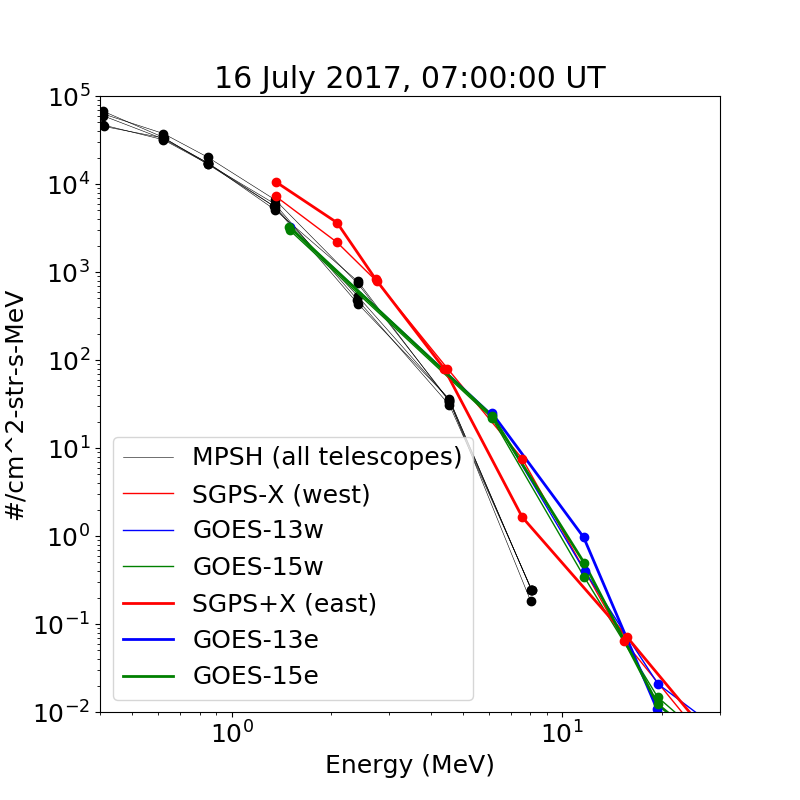 16 July 2017, 07:00:00 UT
10^5
10^4
10^3
10^2
10^1
10^0
10^-1
10^-2
#/cm^2-str-s-MeV
MPSH (all telescopes)
SGPS-X (west)
GOES-13w
GOES-15w
SGPS+X (east)
GOES-13e
GOES-15e
10^0 10^1
Energy (MeV)